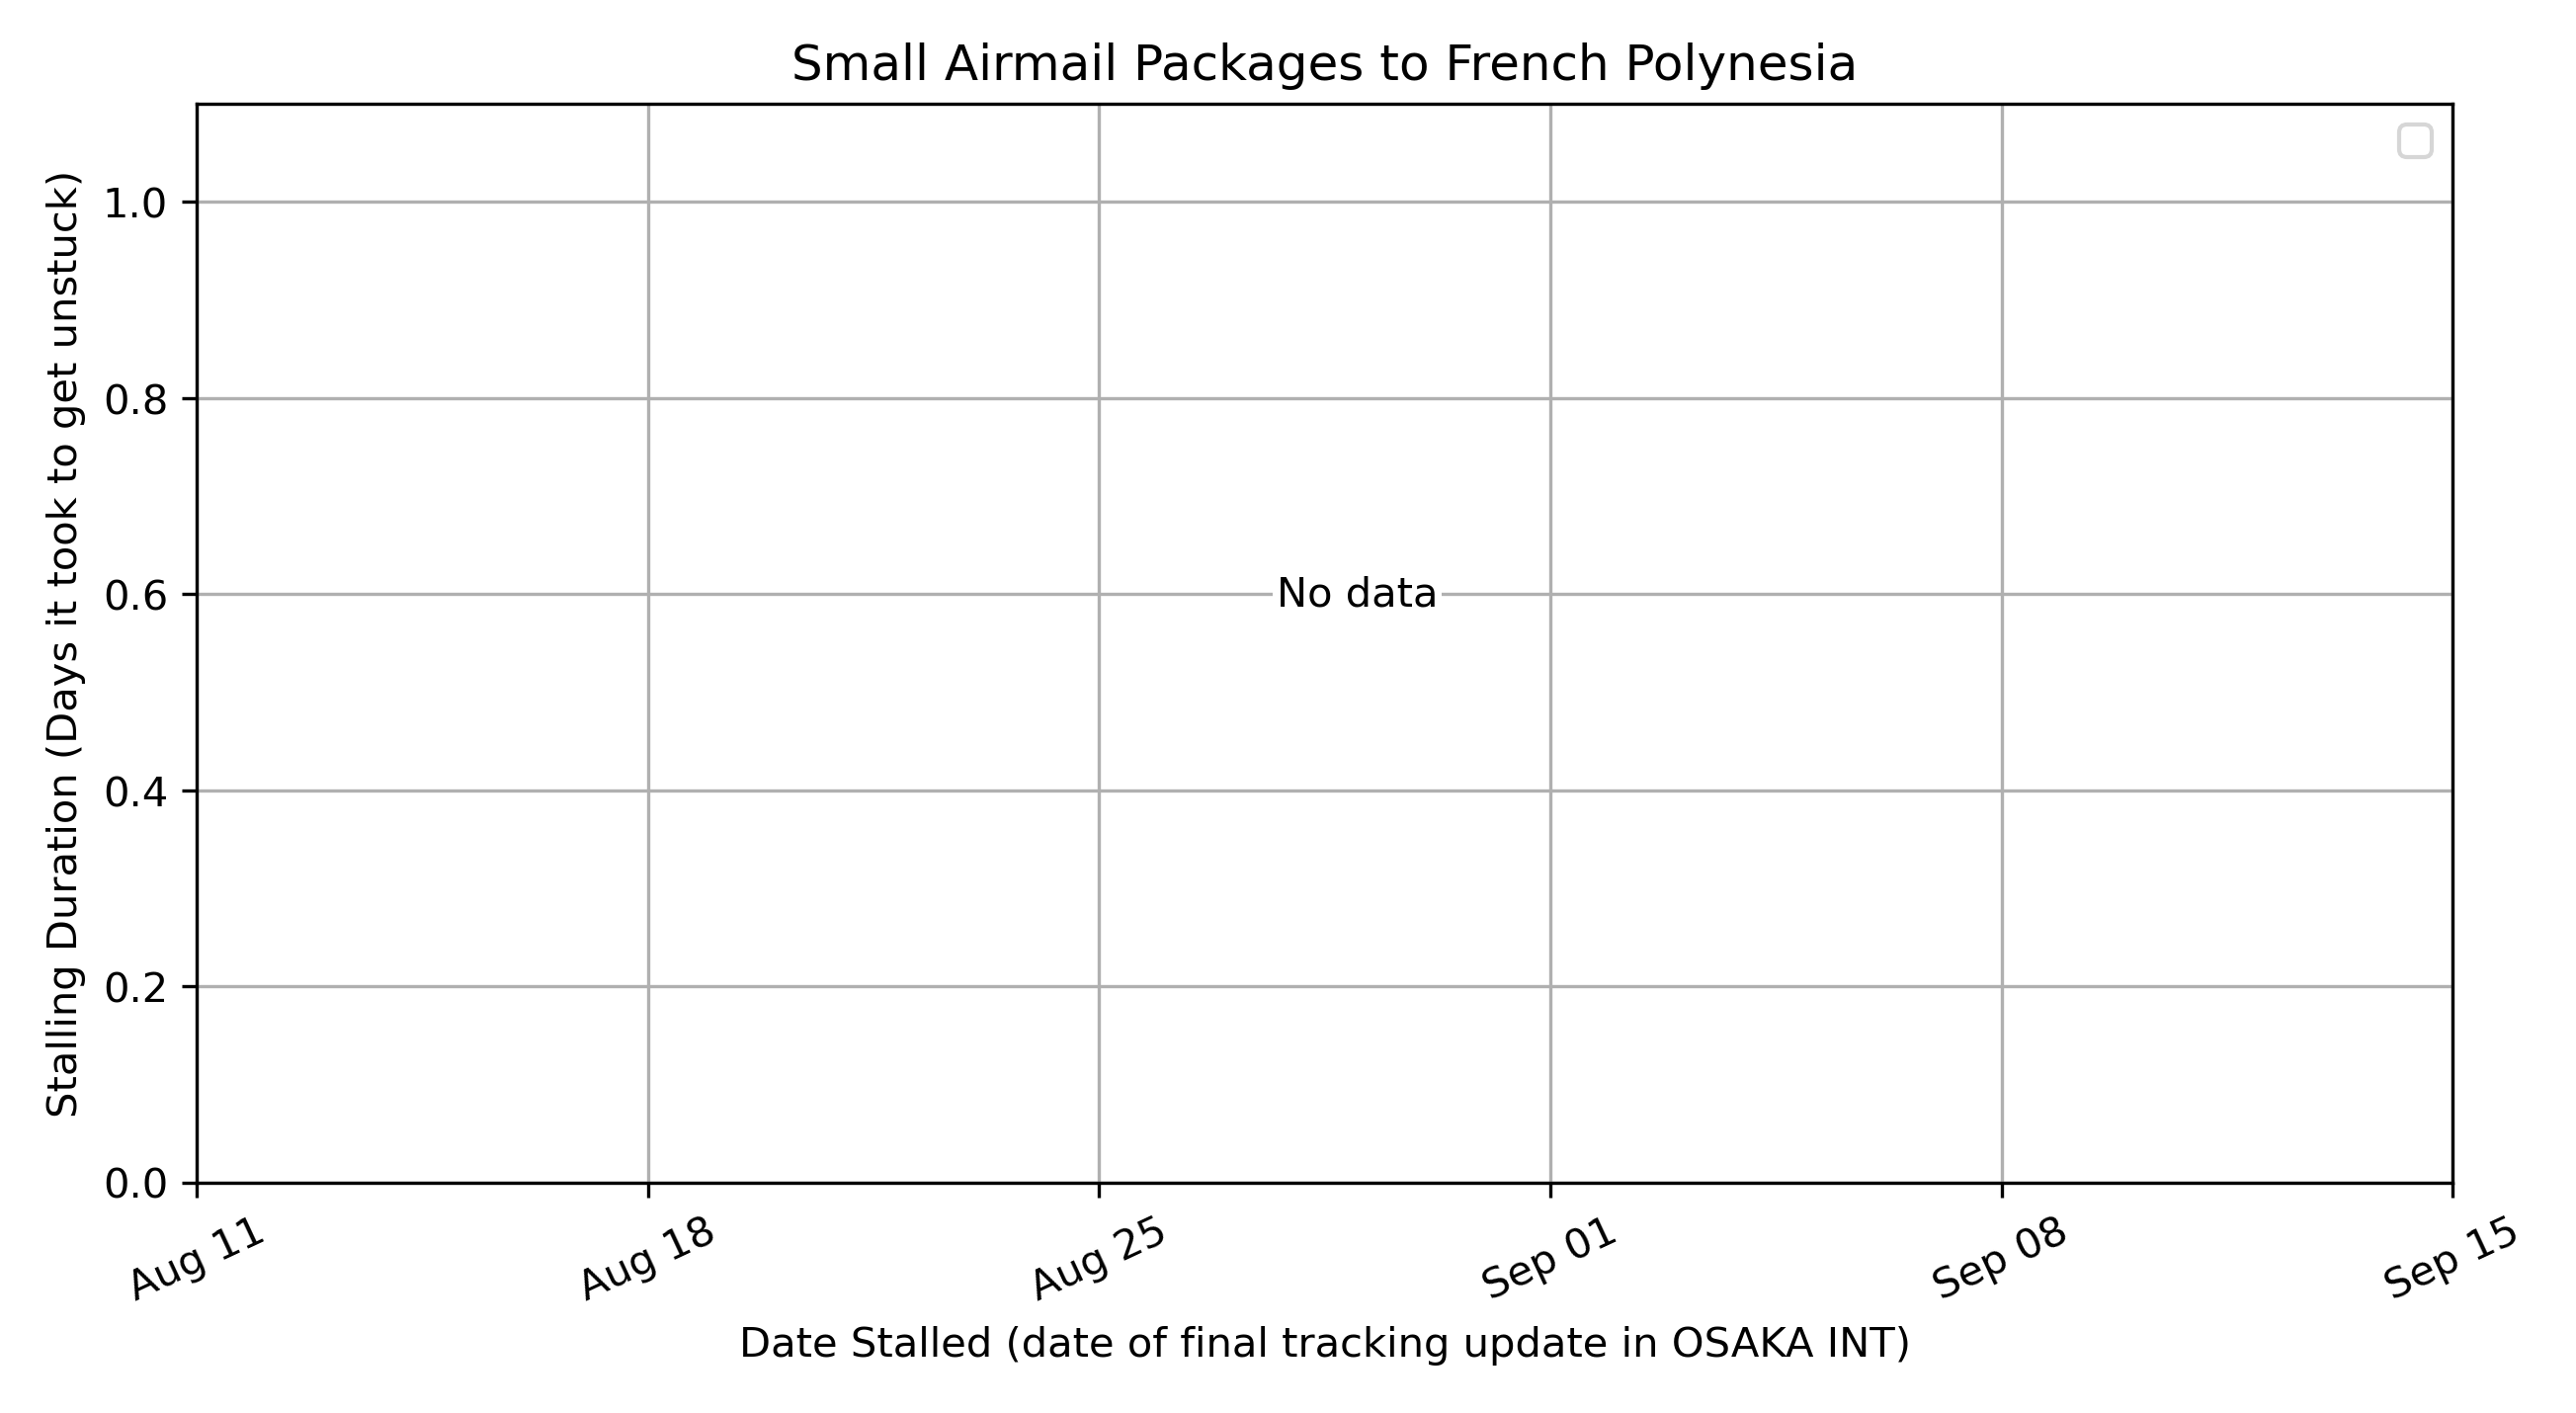 Small Airmail Packages to French Polynesia
Stalling Duration (Days it took to get unstuck)
1.0
0.8
0.6
0.4
0.2
0.0
No data
Aug 11
Aug 18
Aug 25
Sep 01
Sep 08
Sep 15
Date Stalled (date of final tracking update in OSAKA INT)